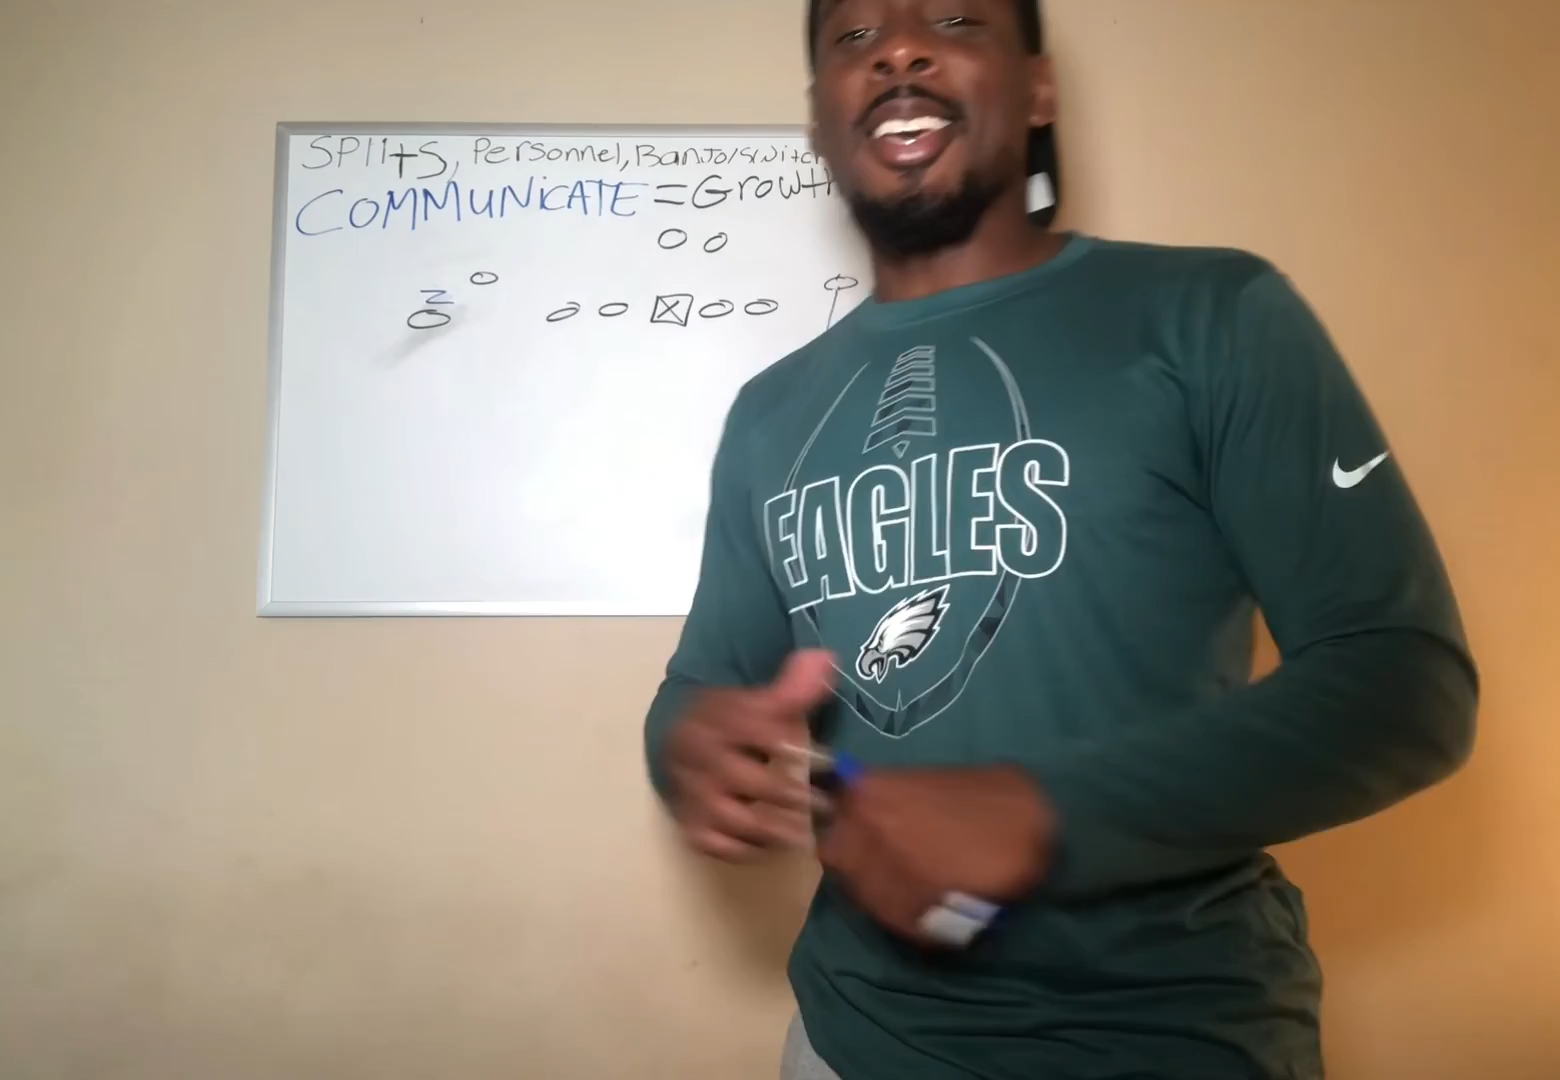 SPlitS, Personnel, Banjo/Switch
COMMUNiCATE = Growth
Z
X
EAGLES